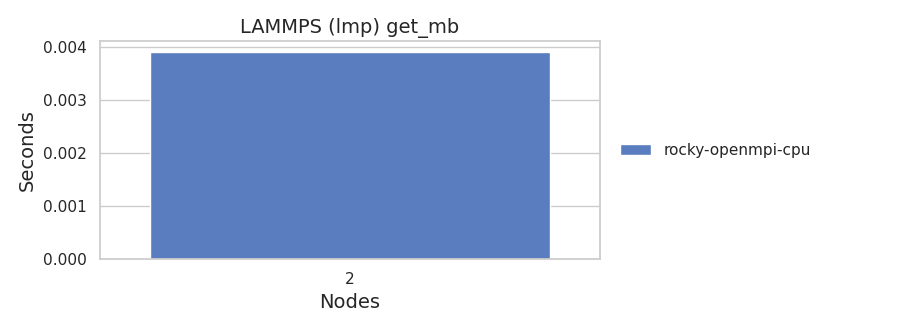 LAMMPS (lmp) get_mb
0.004
0.003
0.002
0.001
0.000
Seconds
2
Nodes
rocky-openmpi-cpu